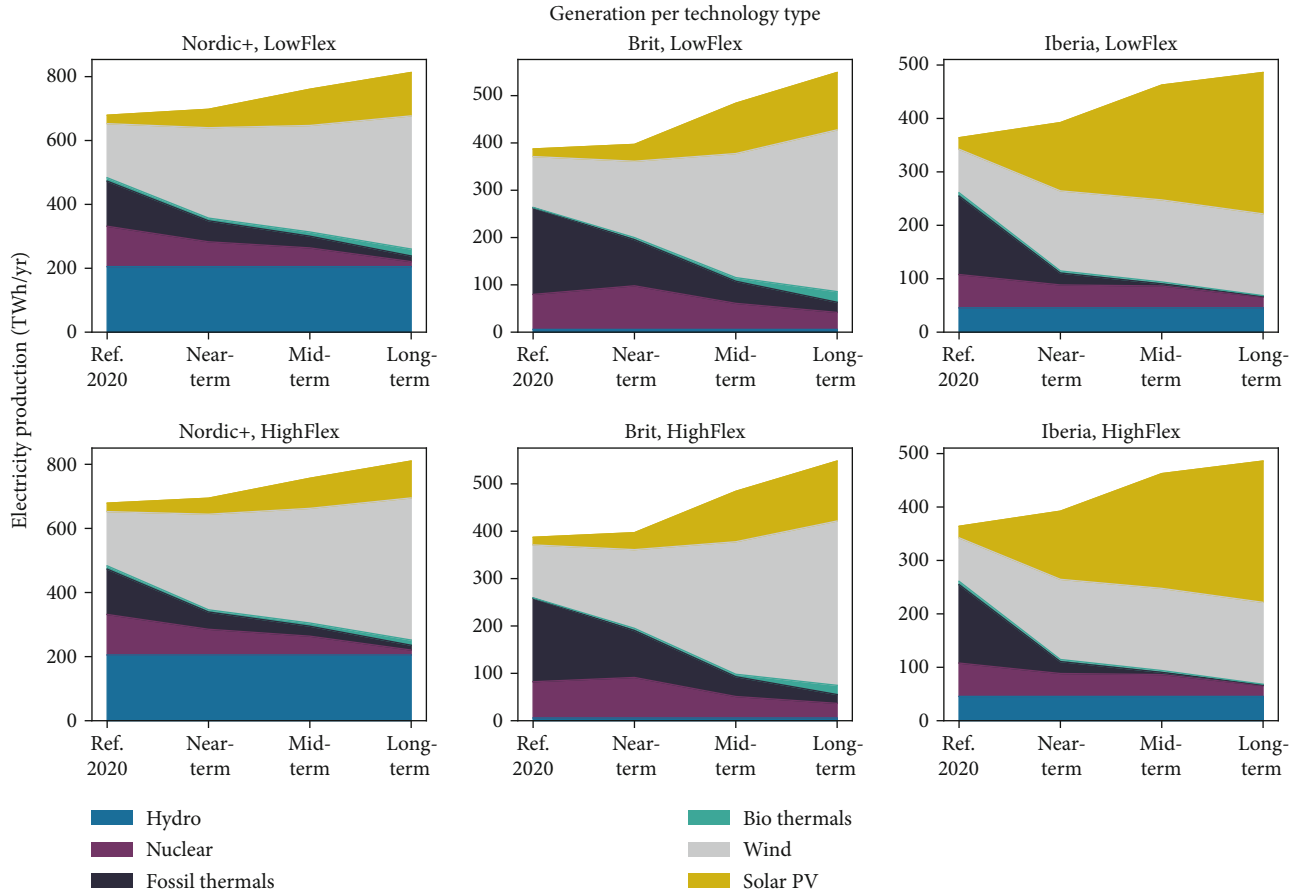 Generation per technology type
Electricity production (TWh/yr)
Nordic+, LowFlex
800
600
400
200
0
Ref.
2020
Near-
term
Mid-
term
Long-
term
Brit, LowFlex
500
400
300
200
100
0
Ref.
2020
Near-
term
Mid-
term
Long-
term
Iberia, LowFlex
500
400
300
200
100
0
Ref.
2020
Near-
term
Mid-
term
Long-
term
Nordic+, HighFlex
800
600
400
200
0
Ref.
2020
Near-
term
Mid-
term
Long-
term
Brit, HighFlex
500
400
300
200
100
0
Ref.
2020
Near-
term
Mid-
term
Long-
term
Iberia, HighFlex
500
400
300
200
100
0
Ref.
2020
Near-
term
Mid-
term
Long-
term
Hydro
Nuclear
Fossil thermals
Bio thermals
Wind
Solar PV